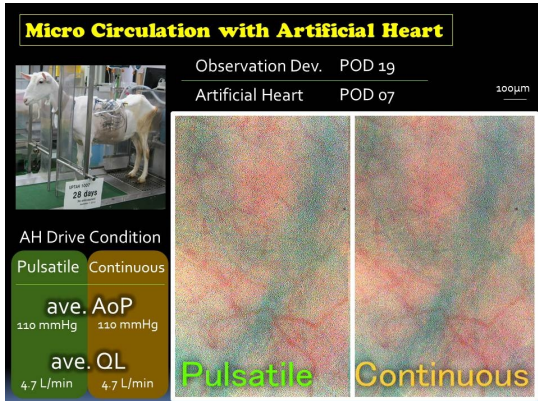 Micro Circulation with Artificial Heart
Observation Dev. POD 19
Artificial Heart POD 07
100µm
28 days
AH Drive Condition
Pulsatile Continuous
ave. AoP
110 mmHg 110 mmHg
ave. QL
4.7 L/min 4.7 L/min
Pulsatile Continuous